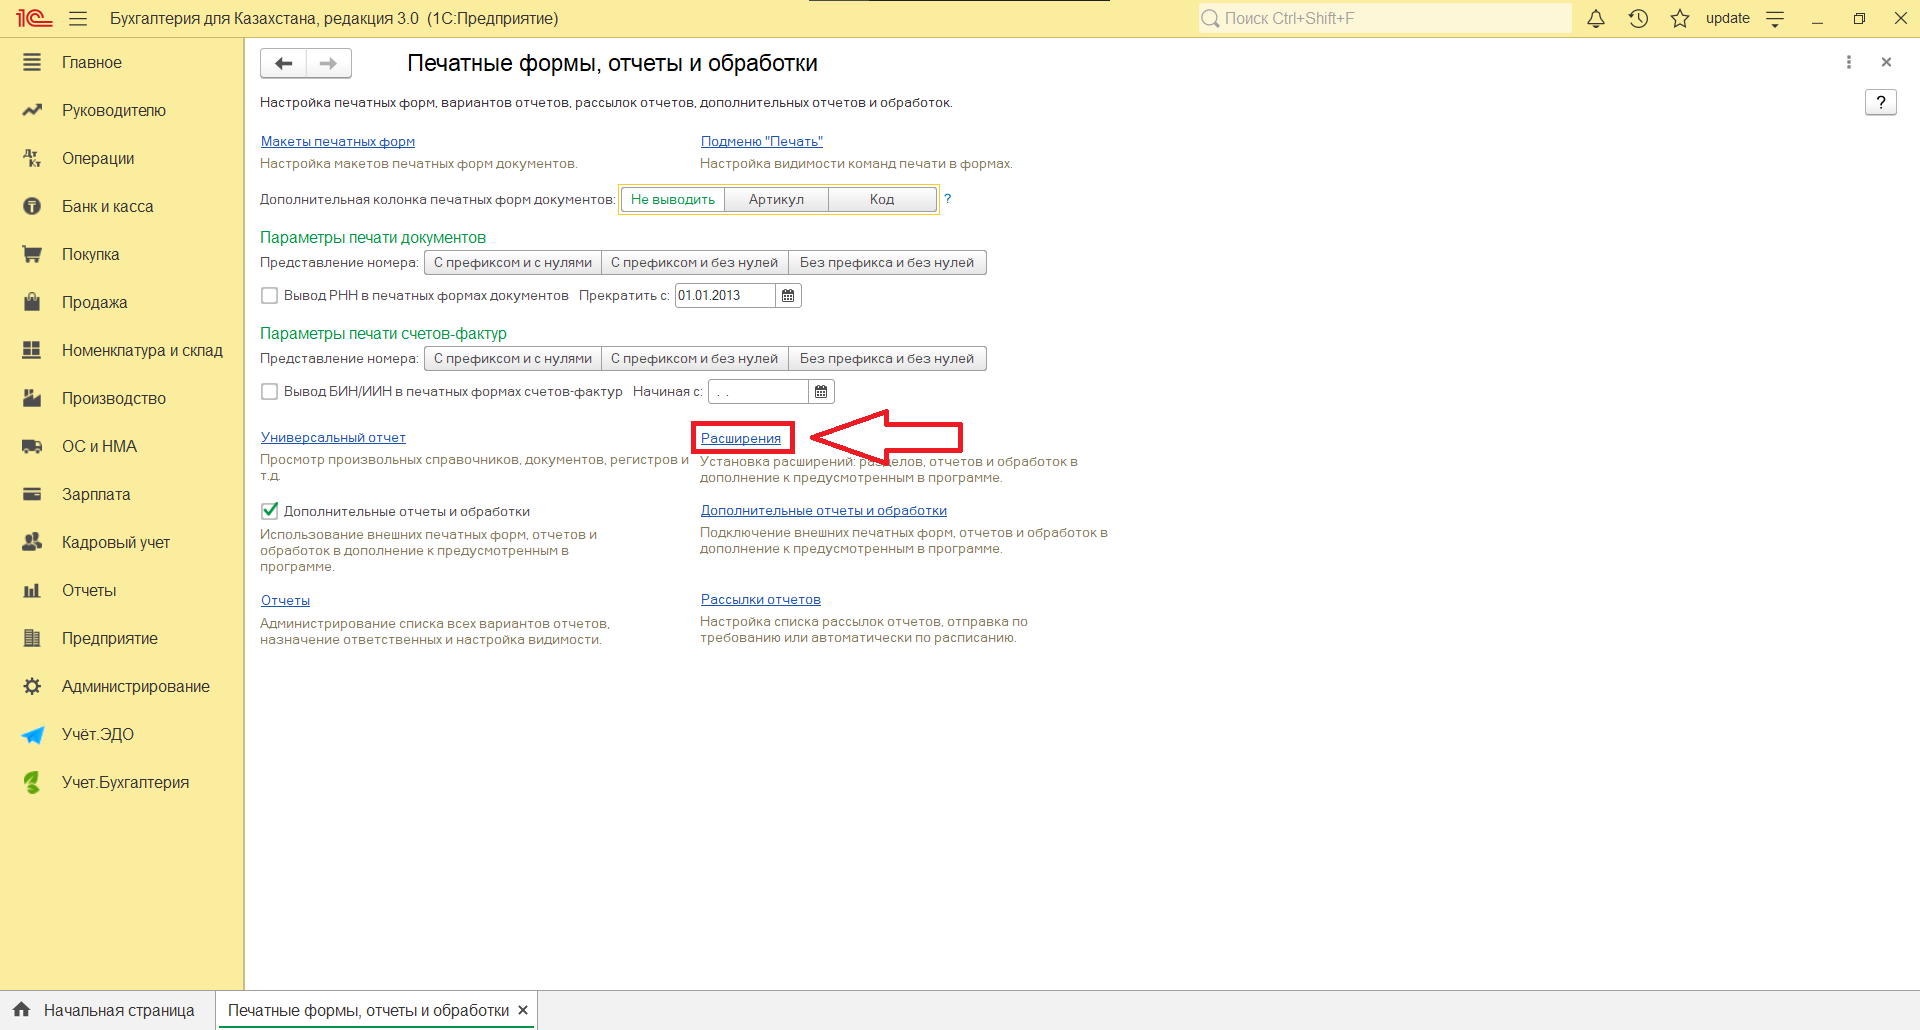 1С Бухгалтерия для Казахстана, редакция 3.0 (1С:Предприятие) Поиск Ctrl+Shift+F update
Главное
Руководителю
Дт Кт Операции
Банк и касса
Покупка
Продажа
Номенклатура и склад
Производство
ОС и НМА
Зарплата
Кадровый учет
Отчеты
Предприятие
Администрирование
Учёт.ЭДО
Учет.Бухгалтерия
Печатные формы, отчеты и обработки
Настройка печатных форм, вариантов отчетов, рассылок отчетов, дополнительных отчетов и обработок.
?
Макеты печатных форм
Настройка макетов печатных форм документов.
Подменю "Печать"
Настройка видимости команд печати в формах.
Дополнительная колонка печатных форм документов: Не выводить Артикул Код ?
Параметры печати документов
Представление номера: С префиксом и с нулями С префиксом и без нулей Без префикса и без нулей
Вывод РНН в печатных формах документов Прекратить с: 01.01.2013
Параметры печати счетов-фактур
Представление номера: С префиксом и с нулями С префиксом и без нулей Без префикса и без нулей
Вывод БИН/ИИН в печатных формах счетов-фактур Начиная с: . .
Универсальный отчет
Просмотр произвольных справочников, документов, регистров и
т.д.
Расширения
Установка расширений: разделов, отчетов и обработок в
дополнение к предусмотренным в программе.
Дополнительные отчеты и обработки
Использование внешних печатных форм, отчетов и
обработок в дополнение к предусмотренным в
программе.
Дополнительные отчеты и обработки
Подключение внешних печатных форм, отчетов и обработок в
дополнение к предусмотренным в программе.
Отчеты
Администрирование списка всех вариантов отчетов,
назначение ответственных и настройка видимости.
Рассылки отчетов
Настройка списка рассылок отчетов, отправка по
требованию или автоматически по расписанию.
Начальная страница Печатные формы, отчеты и обработки